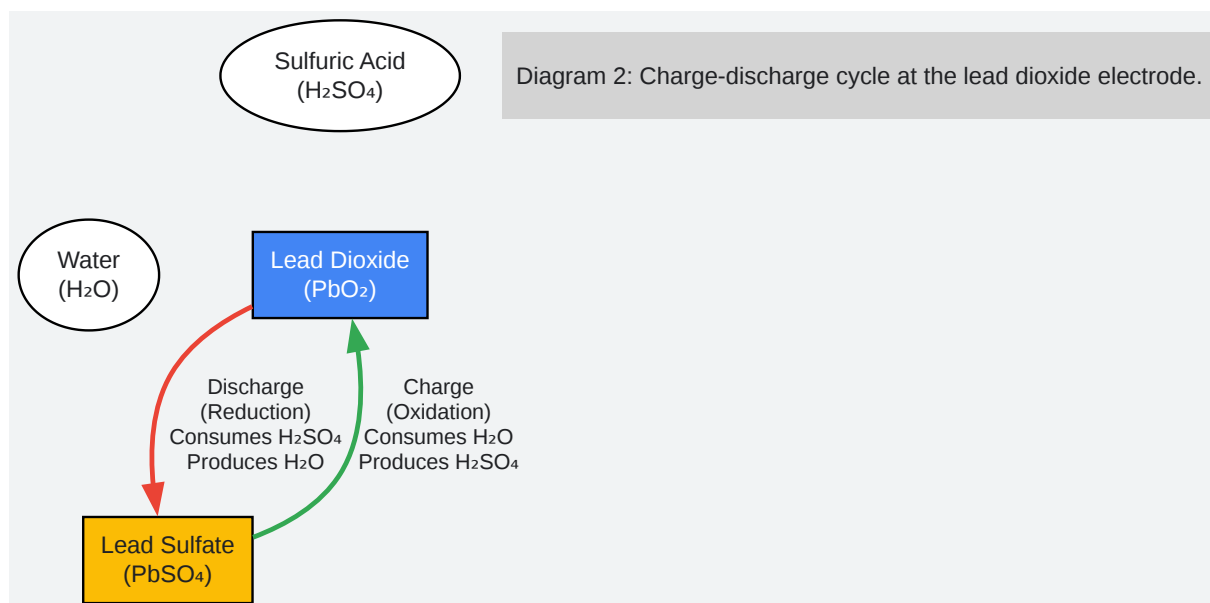 Sulfuric Acid
(H₂SO₄)
Diagram 2: Charge-discharge cycle at the lead dioxide electrode.
Water
(H₂O)
Lead Dioxide
(PbO₂)
Discharge
(Reduction)
Consumes H₂SO₄
Produces H₂O
Charge
(Oxidation)
Consumes H₂O
Produces H₂SO₄
Lead Sulfate
(PbSO₄)